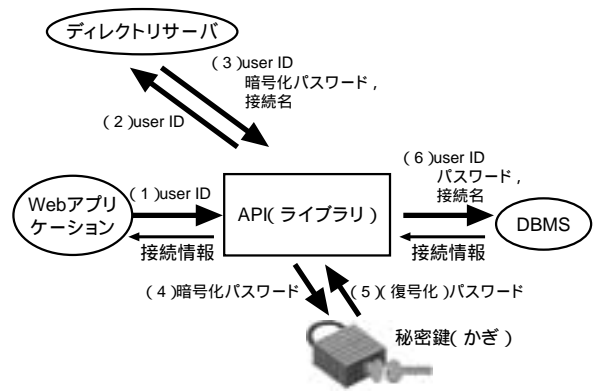 ディレクトリサーバ
(3)user ID
暗号化パスワード,
接続名
(2)user ID
(6)user ID
パスワード,
接続名
Webアプリ
ケーション
(1)user ID
API(ライブラリ)
DBMS
接続情報
接続情報
(4)暗号化パスワード
(5)(復号化)パスワード
秘密鍵(かぎ)